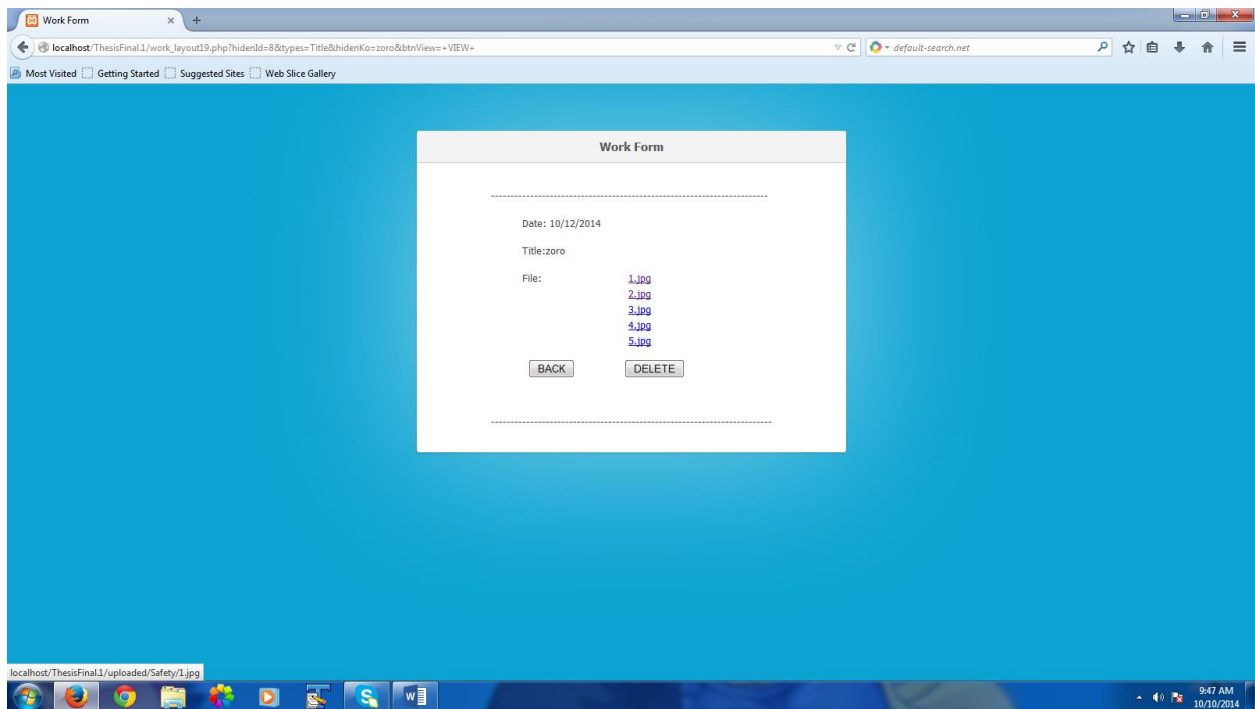 Work Form
localhost/ThesisFinal.1/work_layout19.php?hidenId=8&types=Title&hidenKo=zoro&btnView=+VIEW+
default-search.net
Most Visited Getting Started Suggested Sites Web Slice Gallery
Work Form
----------------------------------------------------------------------
Date: 10/12/2014
Title:zoro
File: 1.jpg
2.jpg
3.jpg
4.jpg
5.jpg
BACK DELETE
-----------------------------------------------------------------------
localhost/ThesisFinal.1/uploaded/Safety/1.jpg
9:47 AM
10/10/2014